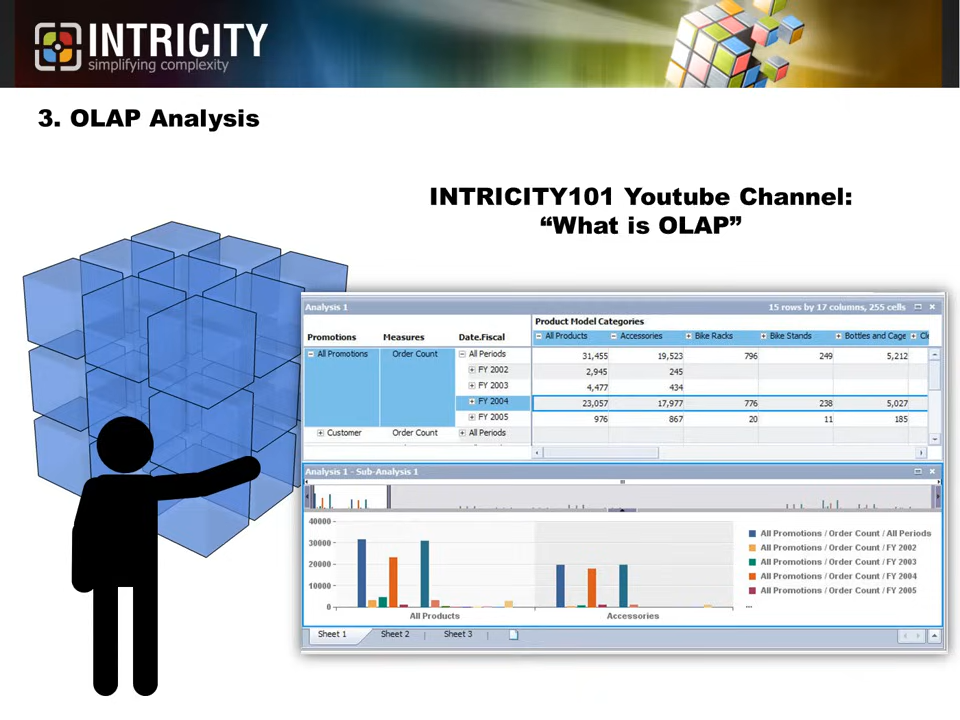 INTRICITY
simplifying complexity
3. OLAP Analysis
INTRICITY101 Youtube Channel:
“What is OLAP”
Analysis 1 15 rows by 17 columns, 255 cells
Product Model Categories
Promotions Measures Date.Fiscal All Products Accessories Bike Racks Bike Stands Bottles and Cage
All Promotions Order Count All Periods 31,455 19,523 796 249 5,212
FY 2002 2,945 245
FY 2003 4,477 434
FY 2004 23,057 17,977 776 238 5,027
FY 2005 976 867 20 11 185
Customer Order Count All Periods
Analysis 1 - Sub-Analysis 1
40000
30000
20000
10000
0
All Products Accessories
All Promotions / Order Count / All Periods
All Promotions / Order Count / FY 2002
All Promotions / Order Count / FY 2003
All Promotions / Order Count / FY 2004
All Promotions / Order Count / FY 2005
...
Sheet 1 Sheet 2 | Sheet 3 |